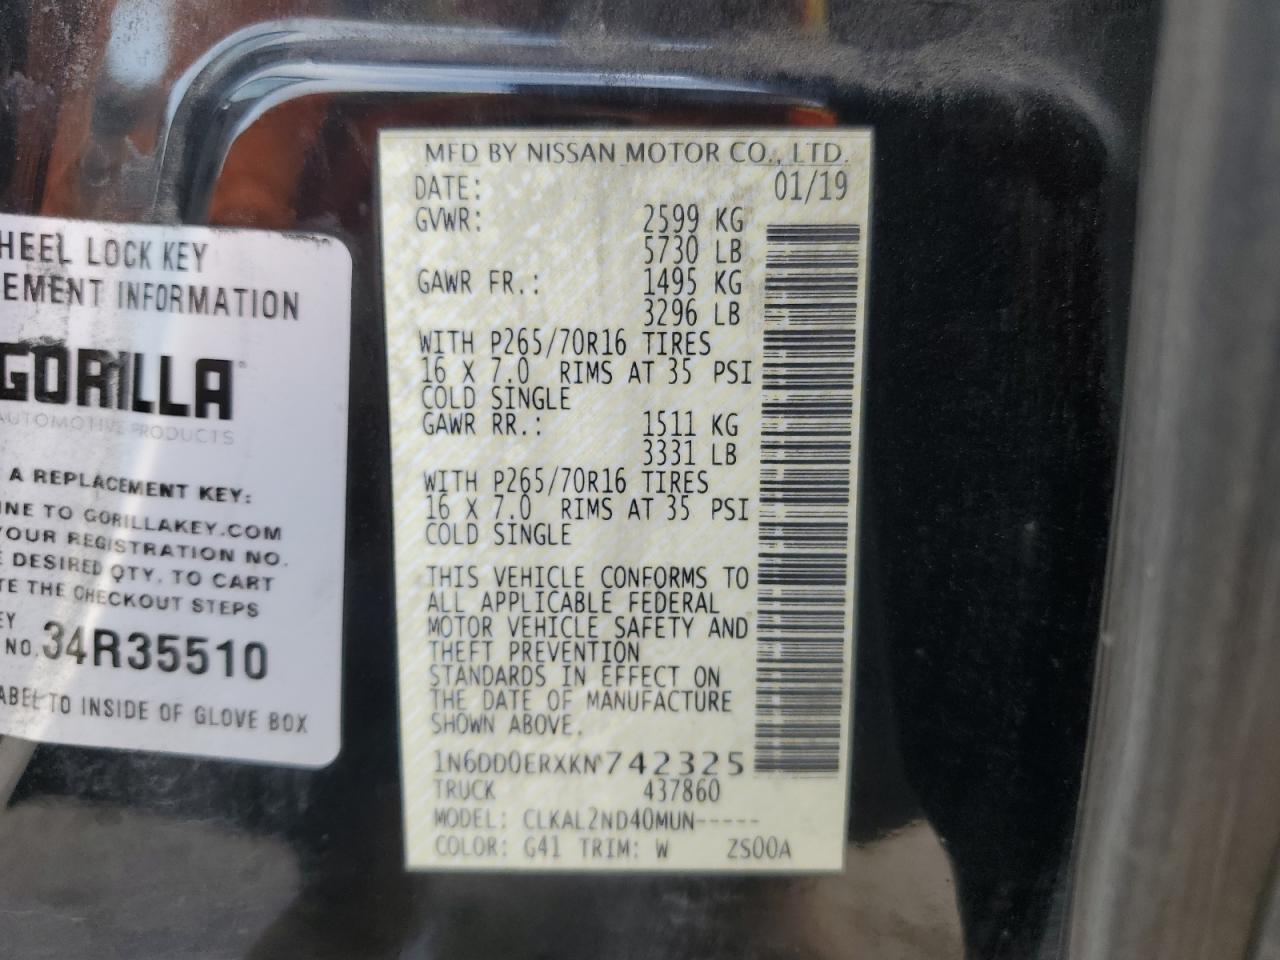 HEEL LOCK KEY
EMENT INFORMATION
GORILLA
AUTOMOTIVE PRODUCTS
A REPLACEMENT KEY:
INE TO GORILLAKEY.COM
YOUR REGISTRATION NO.
E DESIRED QTY. TO CART
TE THE CHECKOUT STEPS
EY
NO. 34R35510
ABEL TO INSIDE OF GLOVE BOX
MFD BY NISSAN MOTOR CO., LTD.
DATE: 01/19
GVWR: 2599 KG
5730 LB
GAWR FR.: 1495 KG
3296 LB
WITH P265/70R16 TIRES
16 X 7.0 RIMS AT 35 PSI
COLD SINGLE
GAWR RR.: 1511 KG
3331 LB
WITH P265/70R16 TIRES
16 X 7.0 RIMS AT 35 PSI
COLD SINGLE
THIS VEHICLE CONFORMS TO
ALL APPLICABLE FEDERAL
MOTOR VEHICLE SAFETY AND
THEFT PREVENTION
STANDARDS IN EFFECT ON
THE DATE OF MANUFACTURE
SHOWN ABOVE.
1N6DD0ERXKN742325
TRUCK 437860
MODEL: CLKAL2ND40MUN-----
COLOR: G41 TRIM: W ZS00A